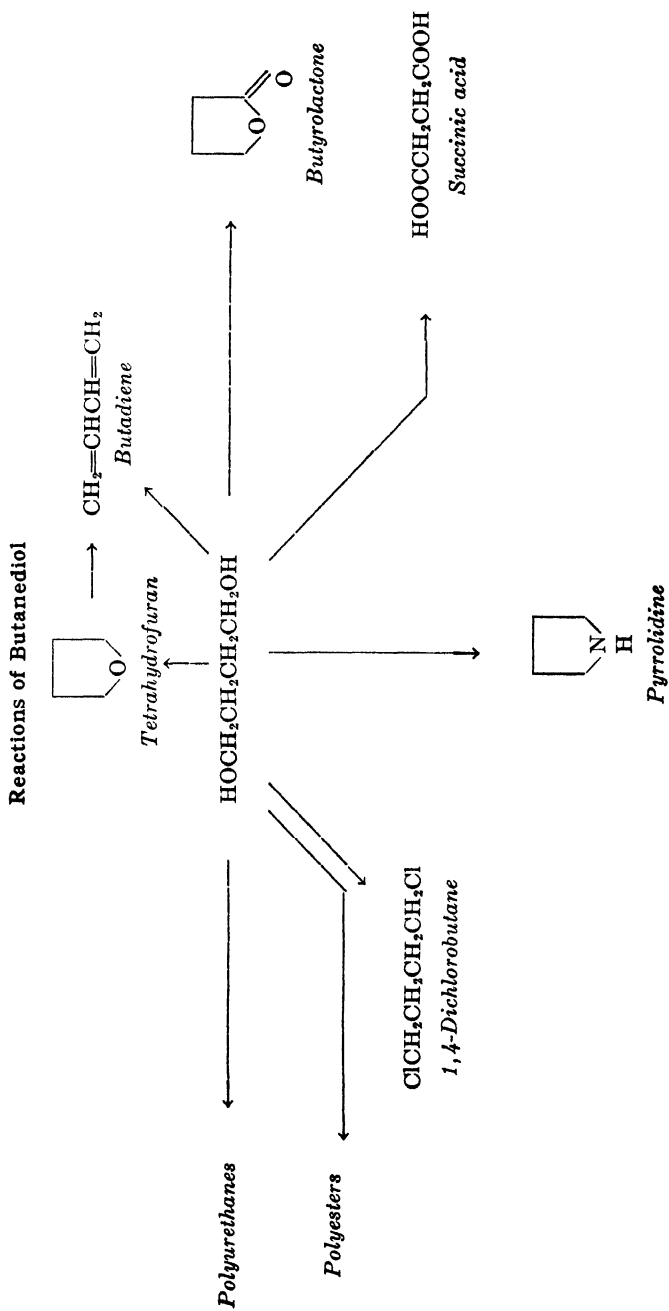 Reactions of Butanediol
CH₂=CHCH=CH₂
Butadiene
O
Tetrahydrofuran
HOCH₂CH₂CH₂CH₂OH
O
O
Butyrolactone
Polyurethanes
Polyesters
ClCH₂CH₂CH₂CH₂Cl
1,4-Dichlorobutane
HOOCCH₂CH₂COOH
Succinic acid
N
H
Pyrrolidine